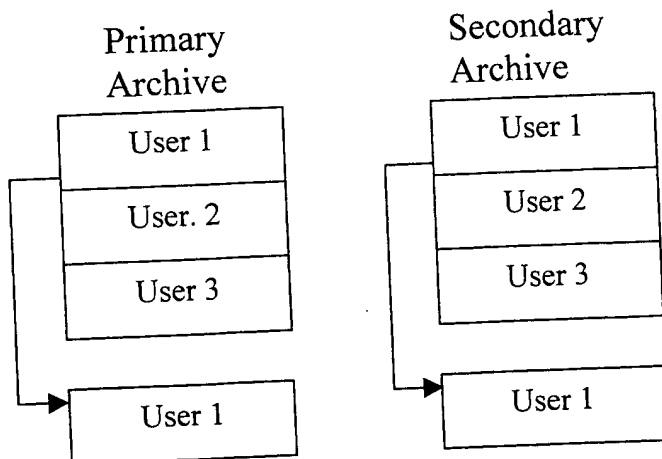 Primary
Archive
User 1
User. 2
User 3
User 1
Secondary
Archive
User 1
User 2
User 3
User 1